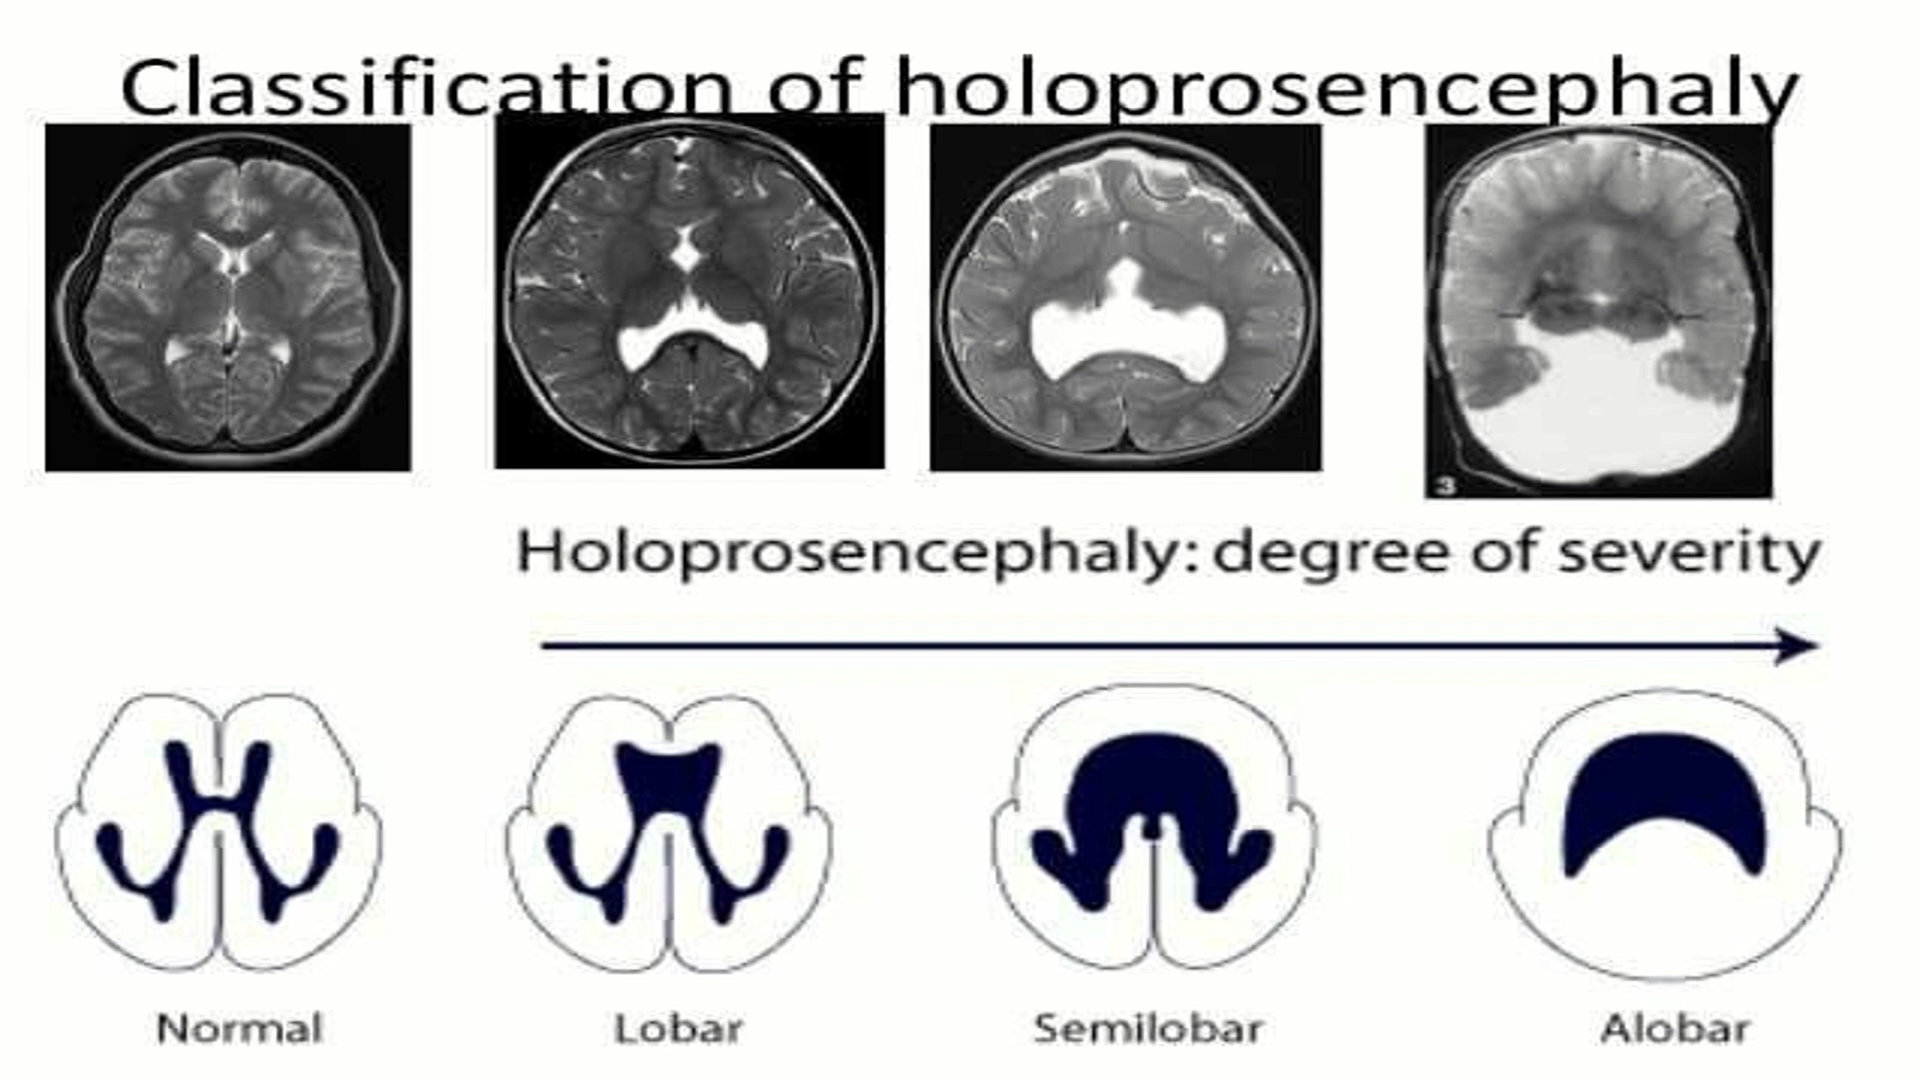 Classification of holoprosencephaly
3
Holoprosencephaly: degree of severity
Normal
Lobar
Semilobar
Alobar